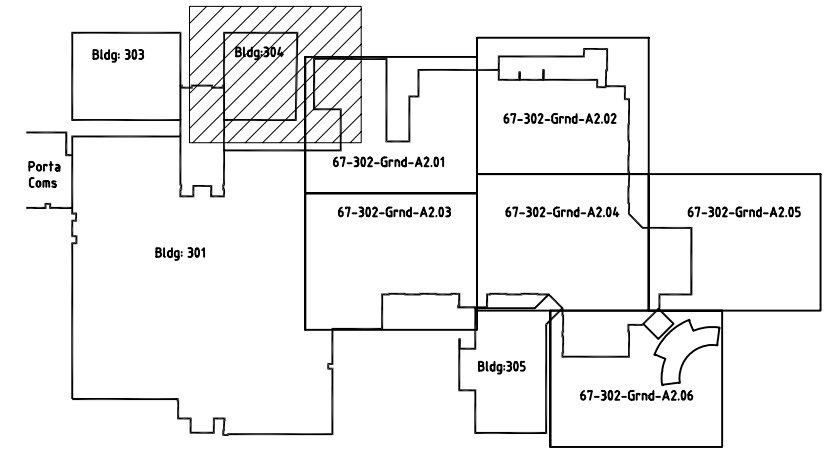 Bldg: 303
Bldg:304
67-302-Grnd-A2.02
67-302-Grnd-A2.01
Porta
Coms
67-302-Grnd-A2.03
67-302-Grnd-A2.04
67-302-Grnd-A2.05
Bldg: 301
Bldg:305
67-302-Grnd-A2.06